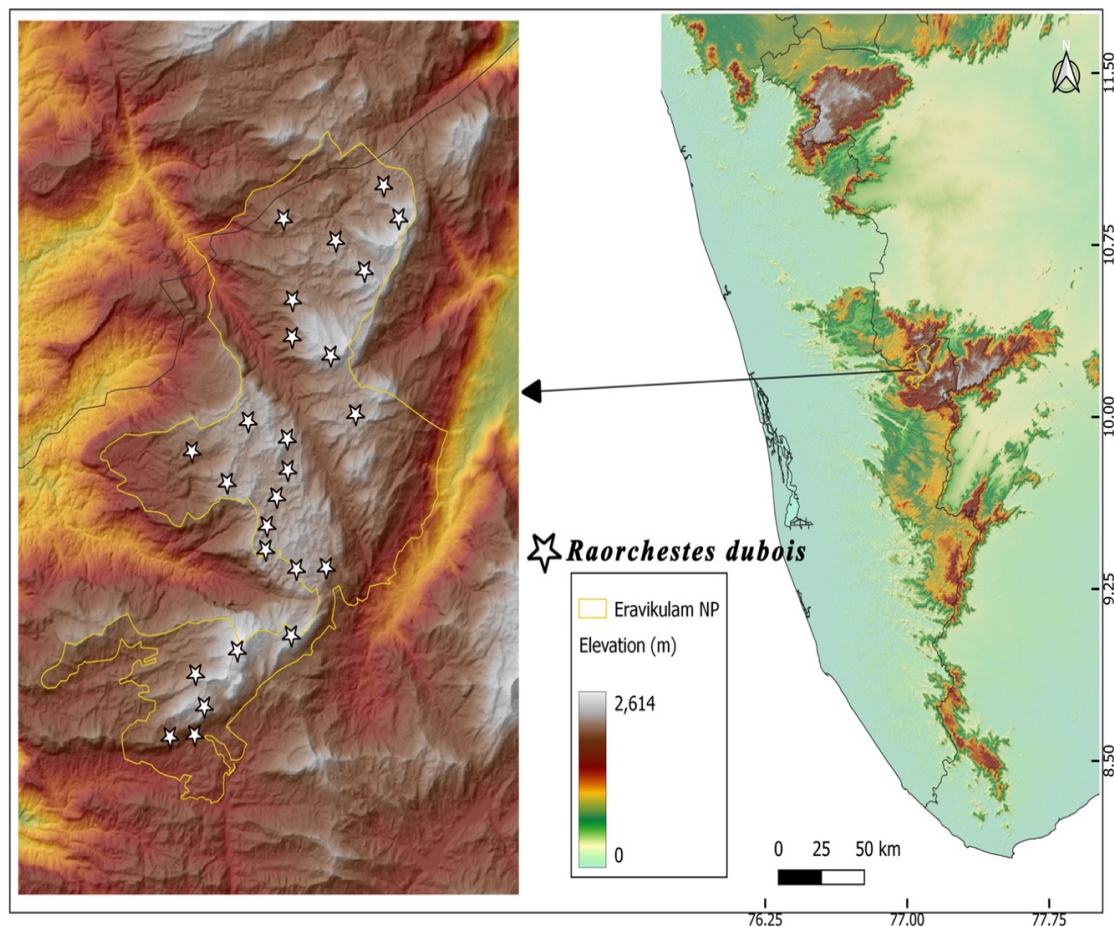 N
11.50
10.75
10.00
9.25
8.50
Raorchestes dubois
Eravikulam NP
Elevation (m)
2,614
0
0 25 50 km
76.25 77.00 77.75